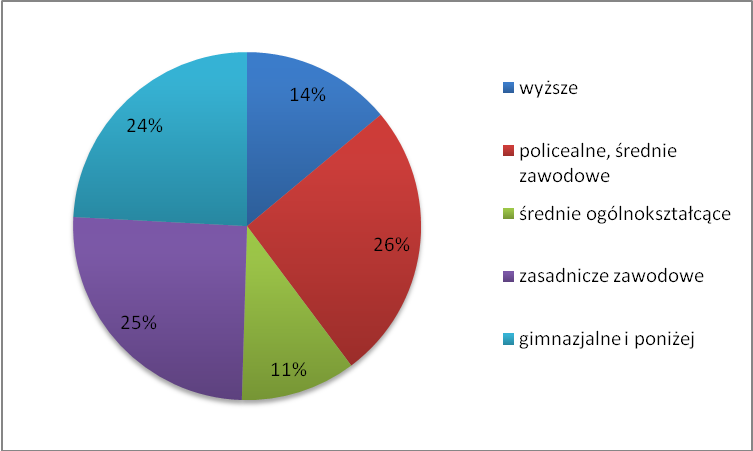 14%
26%
11%
25%
24%
wyższe
policealne, średnie
zawodowe
średnie ogólnokształcące
zasadnicze zawodowe
gimnazjalne i poniżej